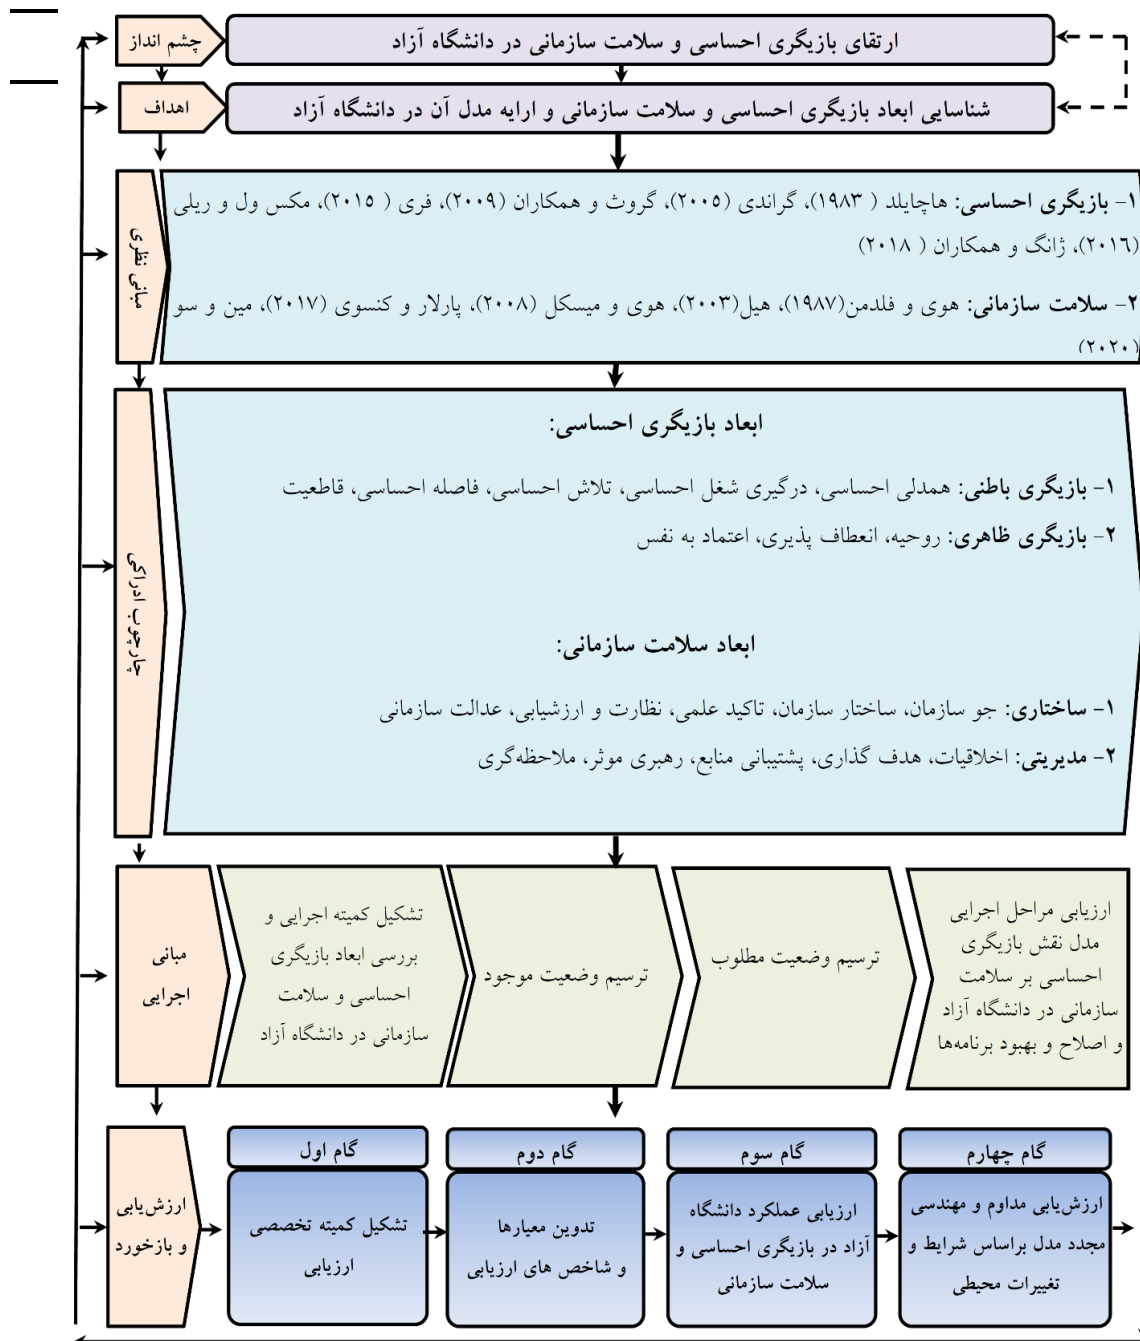 چشم انداز
ارتقای بازیگری احساسی و سلامت سازمانی در دانشگاه آزاد
اهداف
شناسایی ابعاد بازیگری احساسی و سلامت سازمانی و ارایه مدل آن در دانشگاه آزاد
مبانی نظری
۱- بازیگری احساسی: هاچایلد ( ۱۹۸۳)، گراندی (۲۰۰۵)، گروث و همکاران (۲۰۰۹)، فری ( ۲۰۱۵)، مکس ول و ریلی
(۲۰۱۶)، ژانگ و همکاران ( ۲۰۱۸)
۲- سلامت سازمانی: هوی و فلدمن(۱۹۸۷)، هیل(۲۰۰۳)، هوی و میسکل (۲۰۰۸)، پارلار و کنسوی (۲۰۱۷)، مین و سو
(۲۰۲۰)
چارچوب ادراکی
ابعاد بازیگری احساسی:
۱- بازیگری باطنی: همدلی احساسی، درگیری شغل احساسی، تلاش احساسی، فاصله احساسی، قاطعیت
۲- بازیگری ظاهری: روحیه، انعطاف پذیری، اعتماد به نفس
ابعاد سلامت سازمانی:
۱- ساختاری: جو سازمان، ساختار سازمان، تاکید علمی، نظارت و ارزشیابی، عدالت سازمانی
۲- مدیریتی: اخلاقیات، هدف گذاری، پشتیبانی منابع، رهبری موثر، ملاحظه‌گری
مبانی
اجرایی
تشکیل کمیته اجرایی و
بررسی ابعاد بازیگری
احساسی و سلامت
سازمانی در دانشگاه آزاد
ترسیم وضعیت موجود
ترسیم وضعیت مطلوب
ارزیابی مراحل اجرایی
مدل نقش بازیگری
احساسی بر سلامت
سازمانی در دانشگاه آزاد
و اصلاح و بهبود برنامه‌ها
ارزش‌یابی
و بازخورد
گام اول
تشکیل کمیته تخصصی
ارزیابی
گام دوم
تدوین معیارها
و شاخص های ارزیابی
گام سوم
ارزیابی عملکرد دانشگاه
آزاد در بازیگری احساسی و
سلامت سازمانی
گام چهارم
ارزش‌یابی مداوم و مهندسی
مجدد مدل براساس شرایط و
تغییرات محیطی